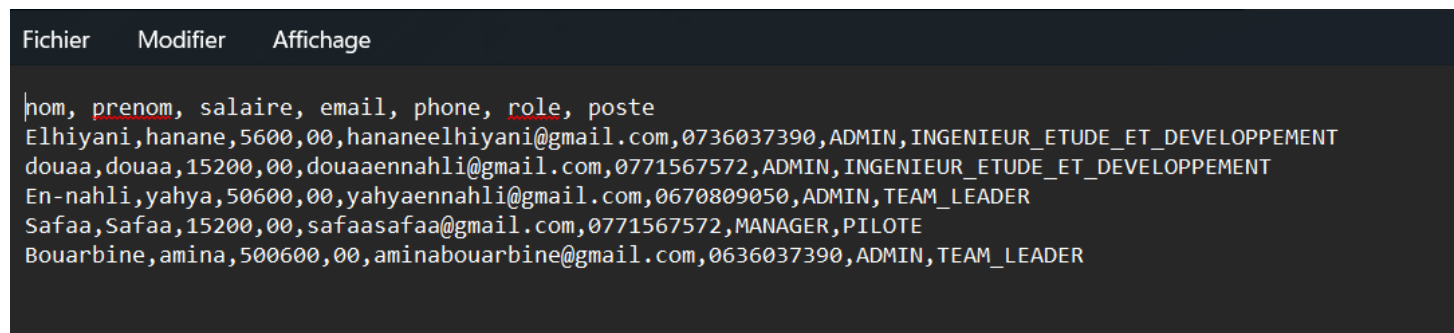 Fichier Modifier Affichage
nom, prenom, salaire, email, phone, role, poste
Elhiyani,hanane,5600,00,hananeelhiyani@gmail.com,0736037390,ADMIN,INGENIEUR_ETUDE_ET_DEVELOPPEMENT
douaa,douaa,15200,00,douaaennahli@gmail.com,0771567572,ADMIN,INGENIEUR_ETUDE_ET_DEVELOPPEMENT
En-nahli,yahya,50600,00,yahyaennahli@gmail.com,0670809050,ADMIN,TEAM_LEADER
Safaa,Safaa,15200,00,safaasafaa@gmail.com,0771567572,MANAGER,PILOTE
Bouarbine,amina,500600,00,aminabouarbine@gmail.com,0636037390,ADMIN,TEAM_LEADER